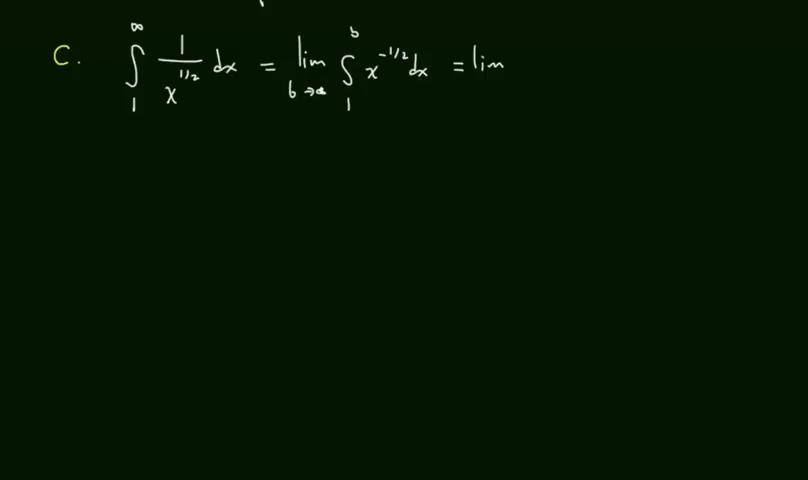 C. ∫₁^∞ 1/x^{1/2} dx = lim_{b→∞} ∫₁^b x^{-1/2} dx = lim